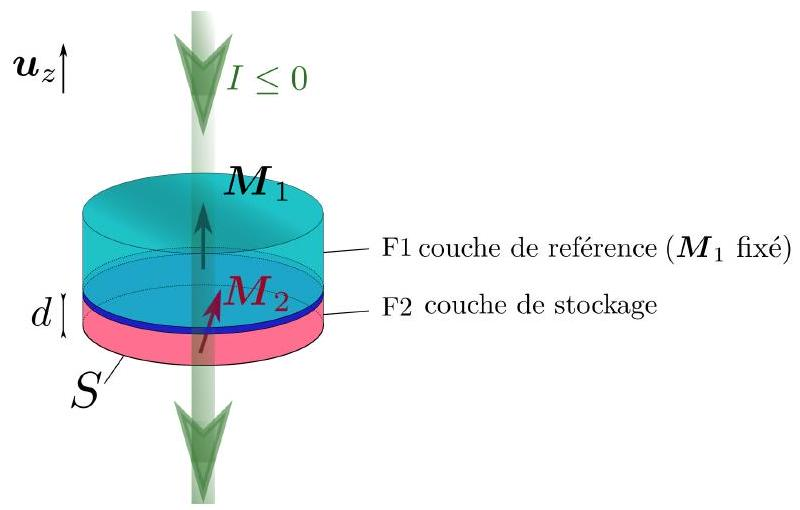 u_z
I ≤ 0
M_1
F1 couche de reférence (M_1 fixé)
M_2
F2 couche de stockage
d
S